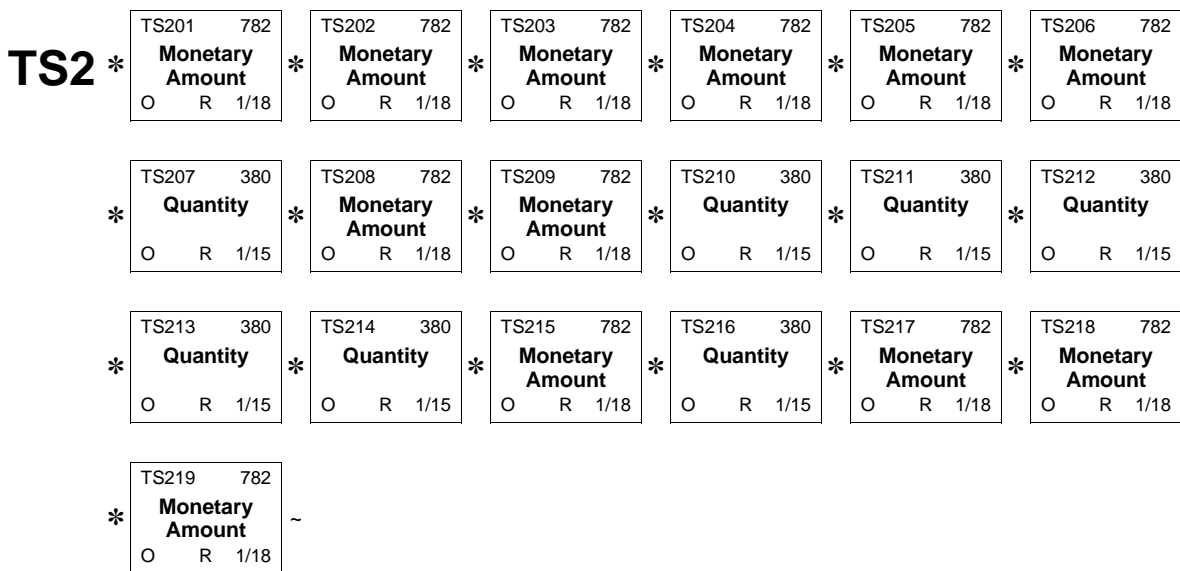 TS2 * TS201 782 Monetary Amount O R 1/18 * TS202 782 Monetary Amount O R 1/18 * TS203 782 Monetary Amount O R 1/18 * TS204 782 Monetary Amount O R 1/18 * TS205 782 Monetary Amount O R 1/18 * TS206 782 Monetary Amount O R 1/18
* TS207 380 Quantity O R 1/15 * TS208 782 Monetary Amount O R 1/18 * TS209 782 Monetary Amount O R 1/18 * TS210 380 Quantity O R 1/15 * TS211 380 Quantity O R 1/15 * TS212 380 Quantity O R 1/15
* TS213 380 Quantity O R 1/15 * TS214 380 Quantity O R 1/15 * TS215 782 Monetary Amount O R 1/18 * TS216 380 Quantity O R 1/15 * TS217 782 Monetary Amount O R 1/18 * TS218 782 Monetary Amount O R 1/18
* TS219 782 Monetary Amount O R 1/18 ~